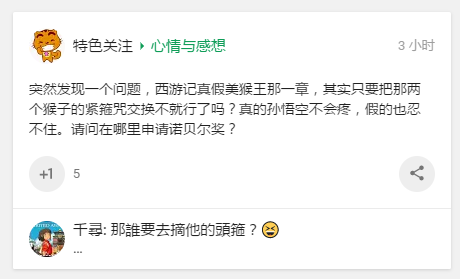 特色关注 ▸ 心情与感想
3 小时
突然发现一个问题，西游记真假美猴王那一章，其实只要把那两
个猴子的紧箍咒交换不就行了吗？真的孙悟空不会疼，假的也忍
不住。请问在哪里申请诺贝尔奖？
+1
5
千尋: 那誰要去摘他的頭箍？😆
...